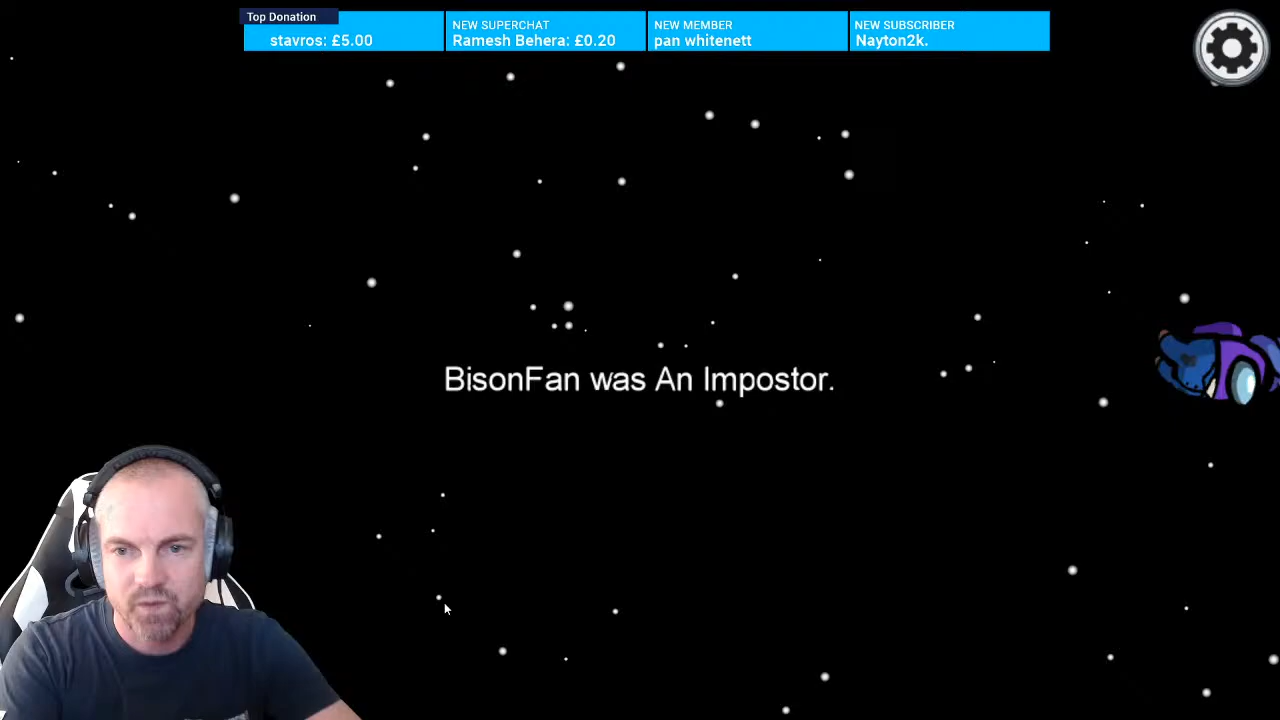 Top Donation
stavros: £5.00
NEW SUPERCHAT
Ramesh Behera: £0.20
NEW MEMBER
pan whitenett
NEW SUBSCRIBER
Nayton2k.
BisonFan was An Impostor.